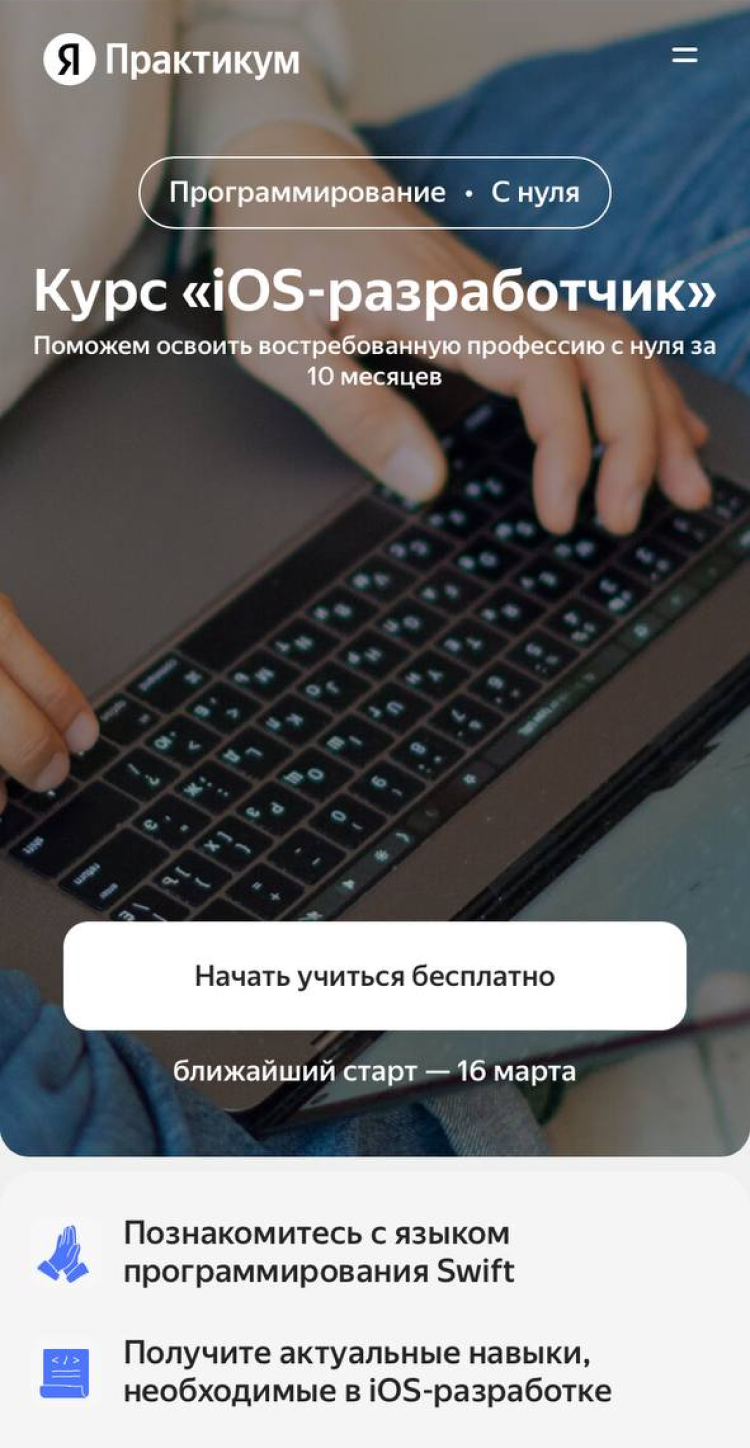 Я Практикум
Программирование • С нуля
Курс «iOS-разработчик»
Поможем освоить востребованную профессию с нуля за
10 месяцев
Начать учиться бесплатно
ближайший старт — 16 марта
Познакомитесь с языком
программирования Swift
Получите актуальные навыки,
необходимые в iOS-разработке